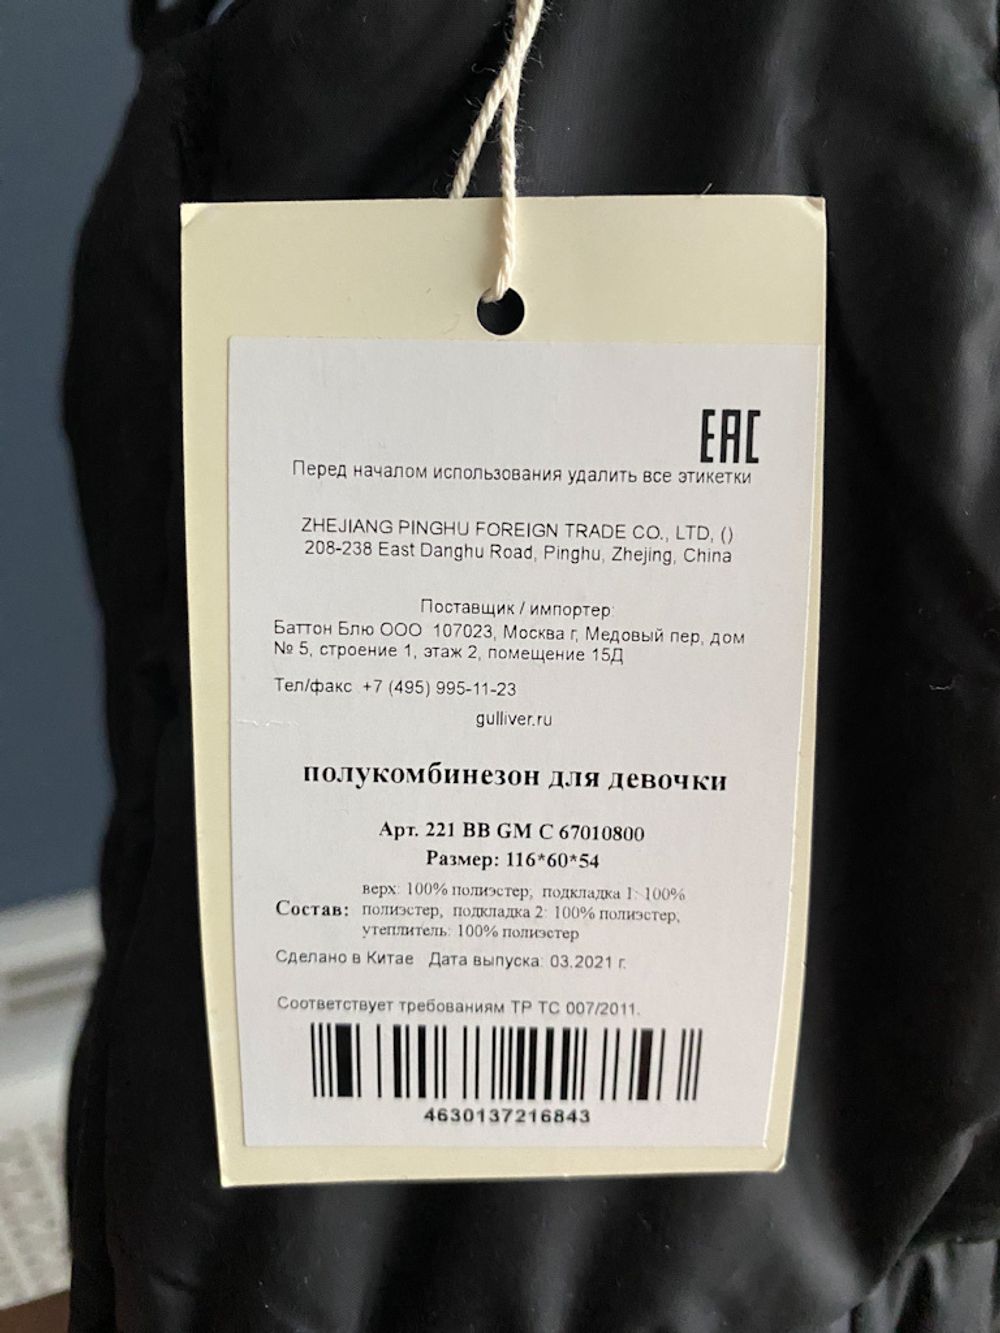 EAC
Перед началом использования удалить все этикетки
ZHEJIANG PINGHU FOREIGN TRADE CO., LTD, ()
208-238 East Danghu Road, Pinghu, Zhejing, China
Поставщик / импортер:
Баттон Блю ООО 107023, Москва г, Медовый пер, дом
№ 5, строение 1, этаж 2, помещение 15Д
Тел/факс +7 (495) 995-11-23
gulliver.ru
полукомбинезон для девочки
Арт. 221 BB GM C 67010800
Размер: 116*60*54
верх: 100% полиэстер; подкладка 1: 100%
Состав: полиэстер, подкладка 2: 100% полиэстер,
утеплитель: 100% полиэстер
Сделано в Китае Дата выпуска: 03.2021 г.
Соответствует требованиям ТР ТС 007/2011.
4630137216843